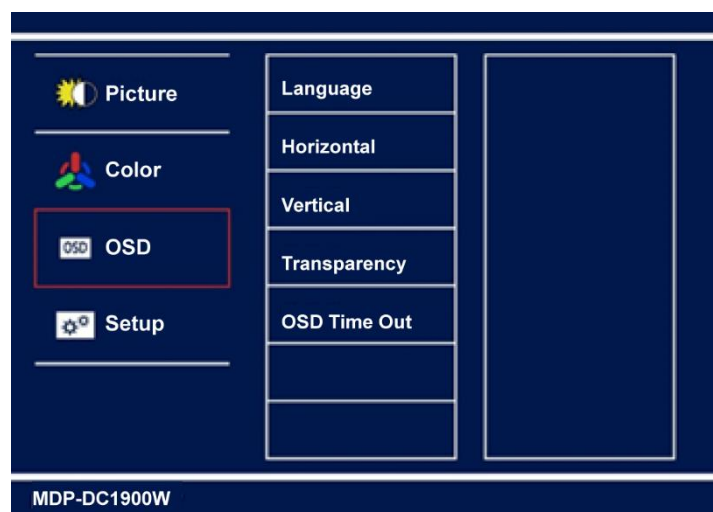 Picture
Color
OSD OSD
Setup
Language
Horizontal
Vertical
Transparency
OSD Time Out
MDP-DC1900W